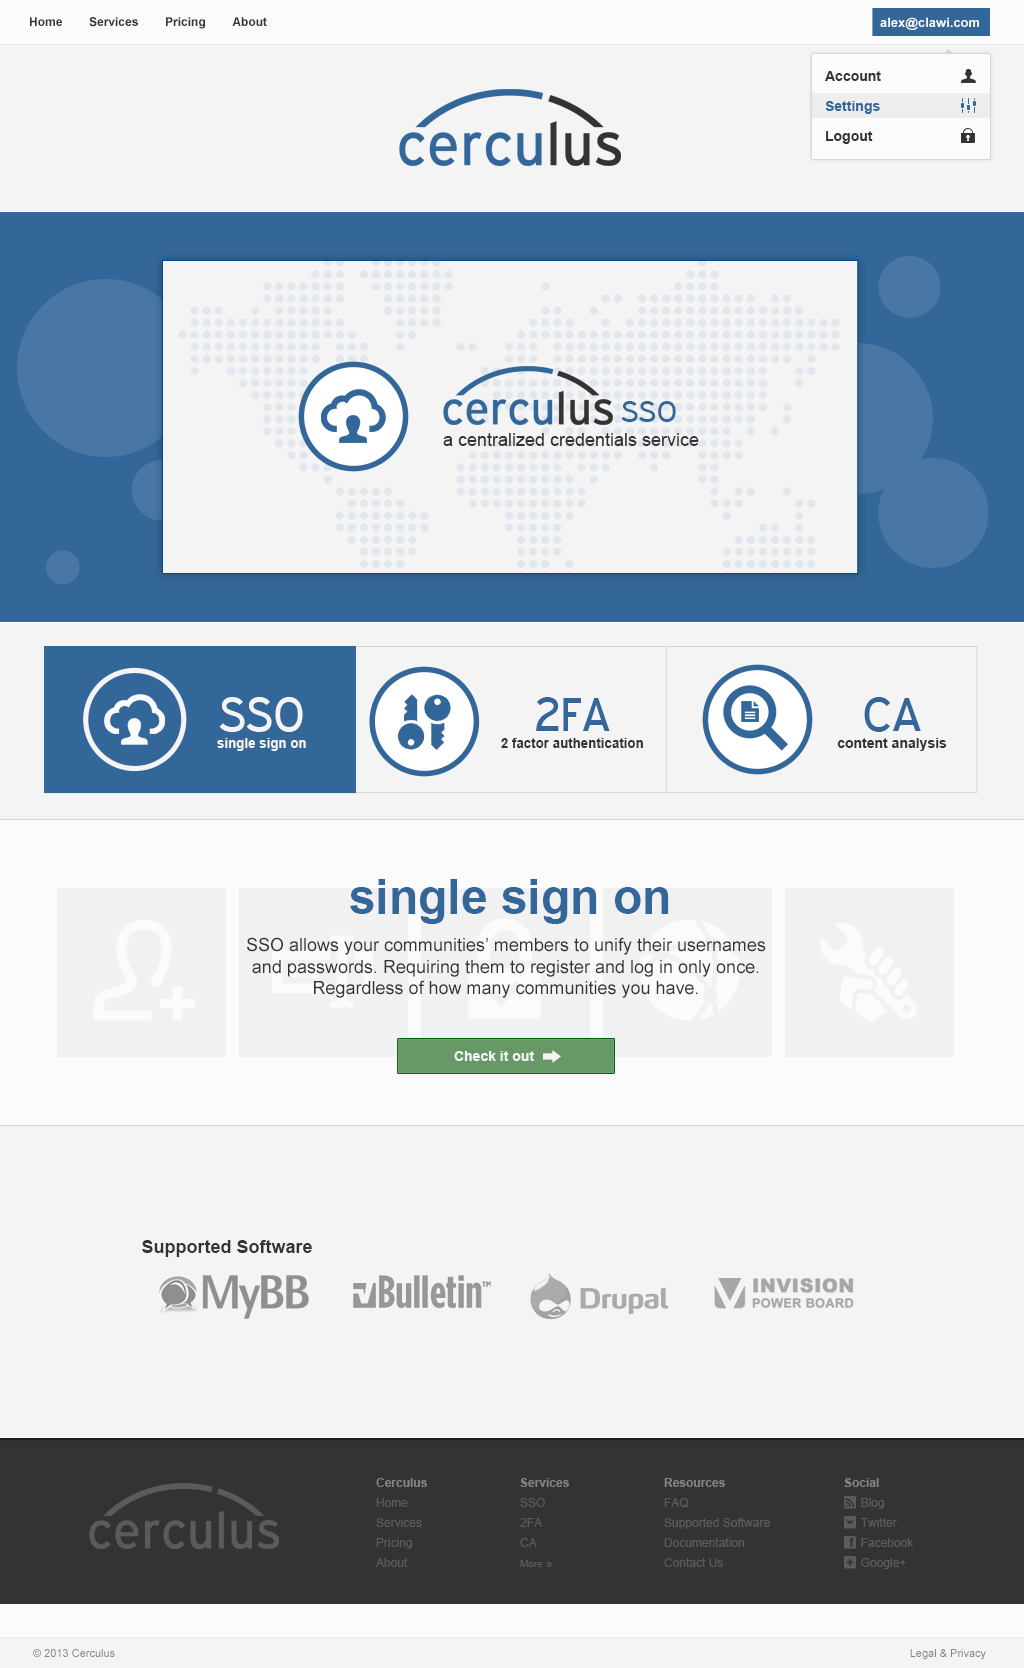 Home Services Pricing About alex@clawi.com
Account
Settings
Logout
cerculus
cerculus sso
a centralized credentials service
SSO
single sign on
2FA
2 factor authentication
CA
content analysis
single sign on
SSO allows your communities’ members to unify their usernames
and passwords. Requiring them to register and log in only once.
Regardless of how many communities you have.
Check it out
Supported Software
MyBB
vBulletin™
Drupal
INVISION
POWER BOARD
cerculus
Cerculus
Home
Services
Pricing
About
Services
SSO
2FA
CA
More »
Resources
FAQ
Supported Software
Documentation
Contact Us
Social
Blog
Twitter
Facebook
Google+
© 2013 Cerculus
Legal & Privacy